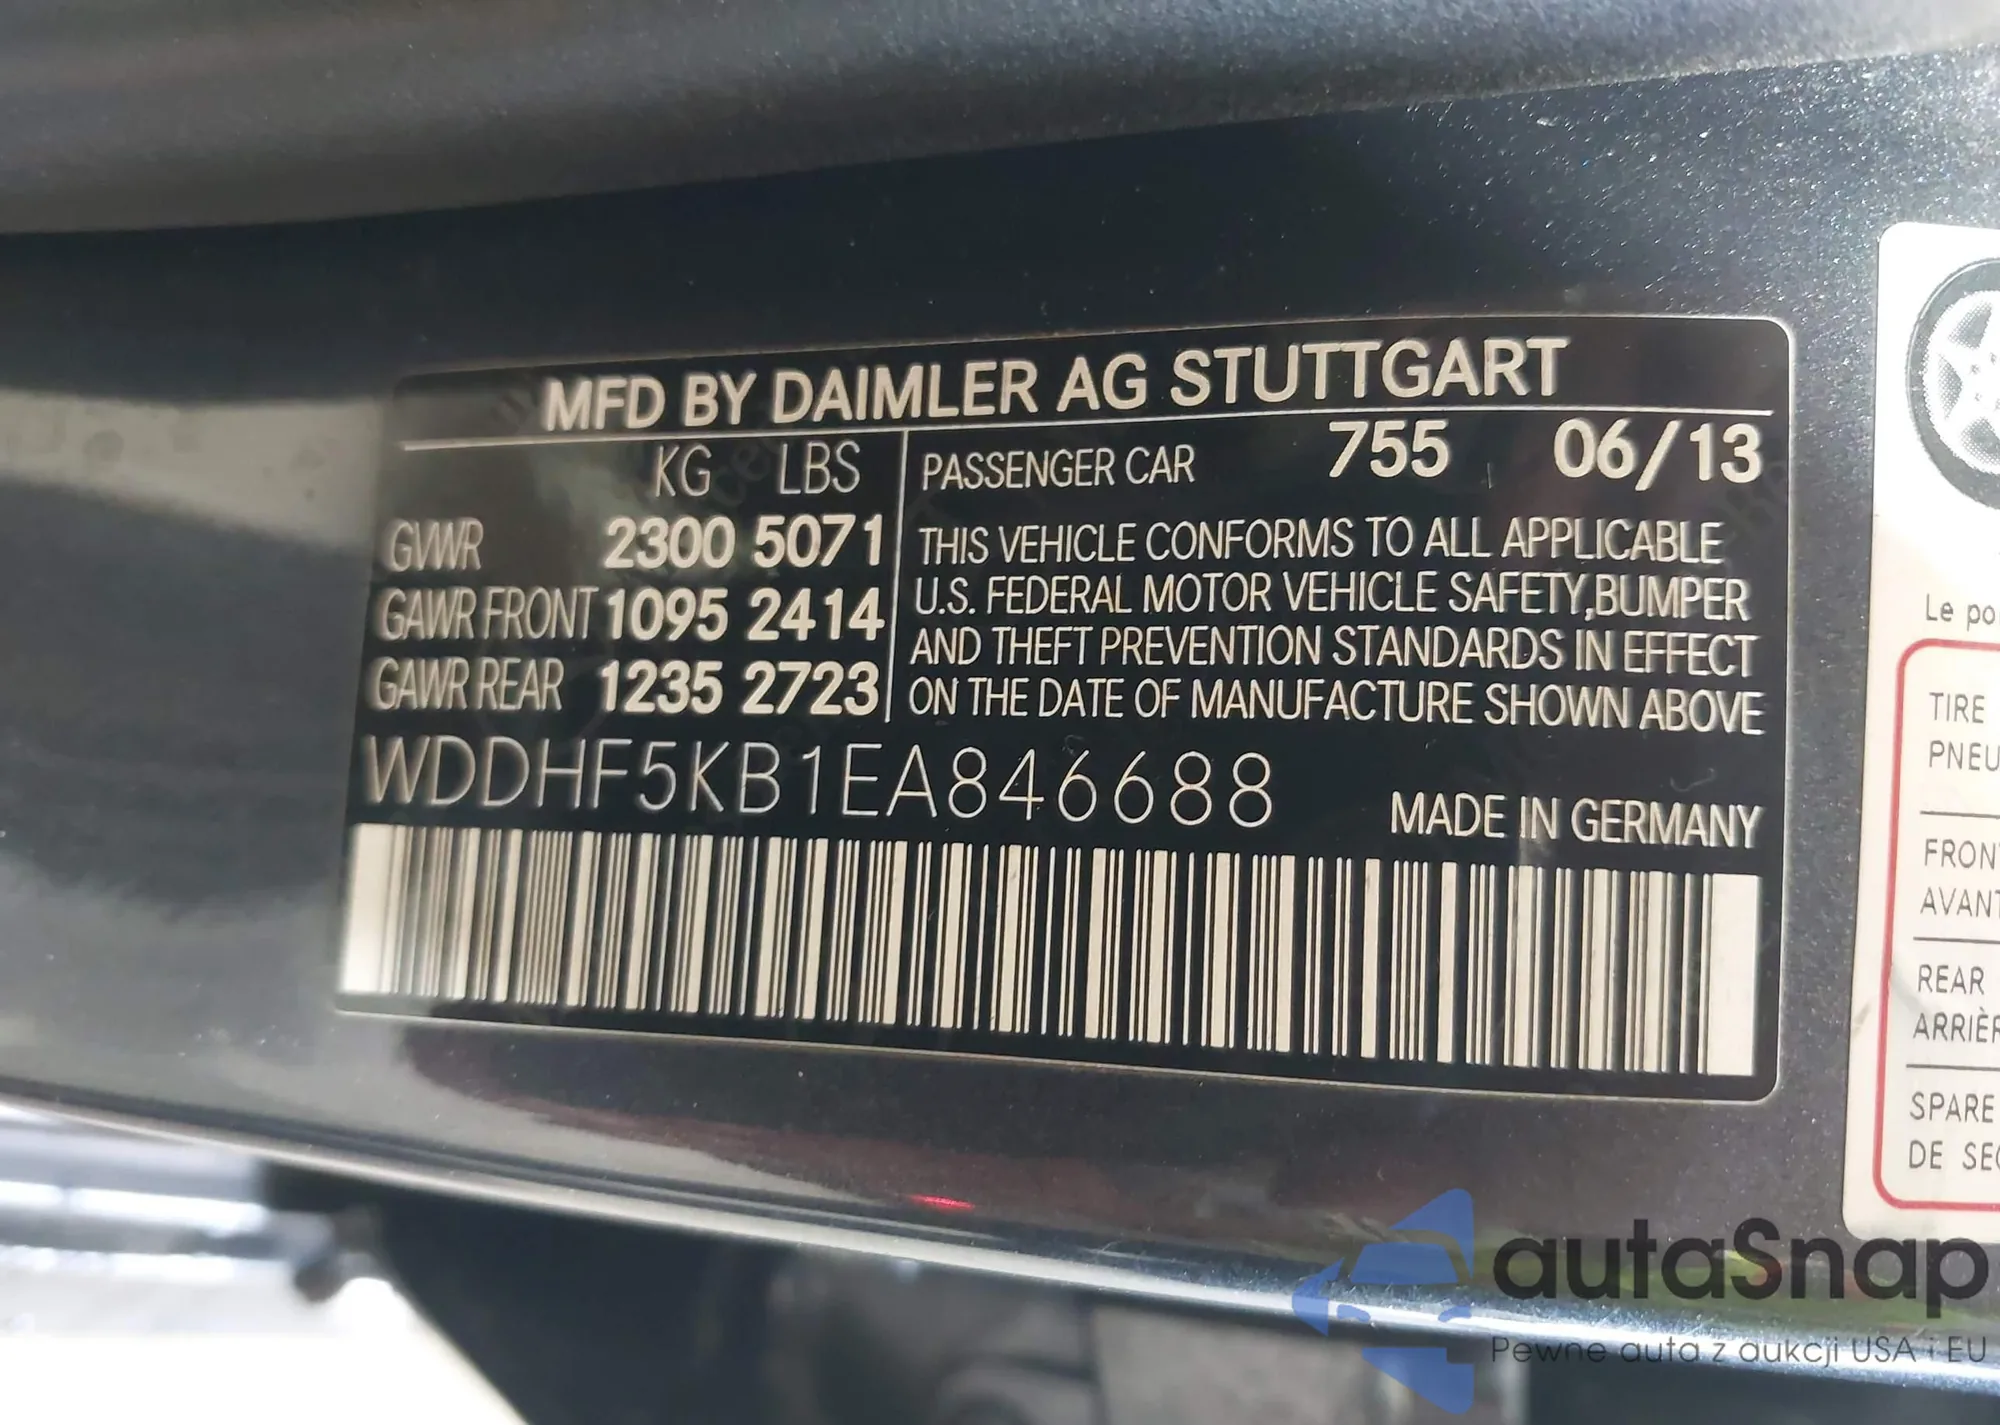 MFD BY DAIMLER AG STUTTGART
KG LBS
GVWR 2300 5071
GAWR FRONT 1095 2414
GAWR REAR 1235 2723
PASSENGER CAR 755 06/13
THIS VEHICLE CONFORMS TO ALL APPLICABLE
U.S. FEDERAL MOTOR VEHICLE SAFETY,BUMPER
AND THEFT PREVENTION STANDARDS IN EFFECT
ON THE DATE OF MANUFACTURE SHOWN ABOVE
WDDHF5KB1EA846688
MADE IN GERMANY
Le
TIRE
FRONT
AVANT
REAR
SPARE
DE
autaSnap
Pewne auta z aukcji USA i EU